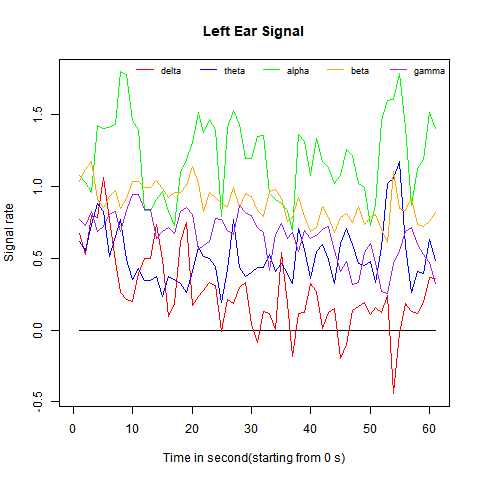 Left Ear Signal
delta theta alpha beta gamma
Signal rate
1.5
1.0
0.5
0.0
-0.5
0 10 20 30 40 50 60
Time in second(starting from 0 s)